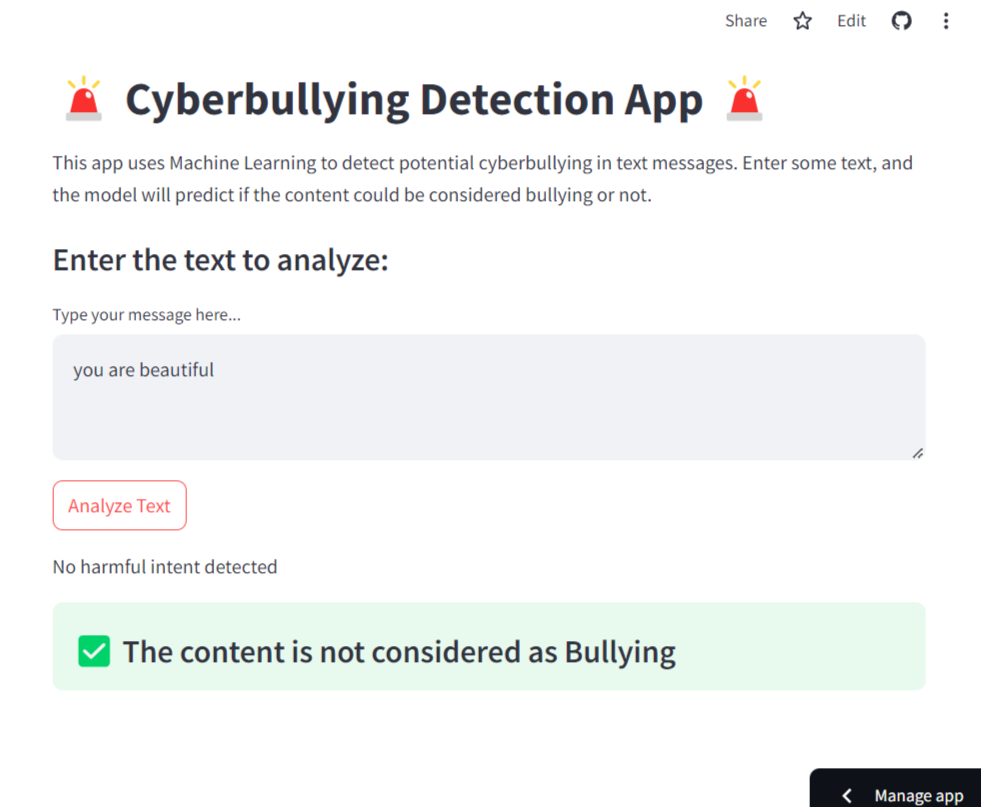 Share Edit
Cyberbullying Detection App
This app uses Machine Learning to detect potential cyberbullying in text messages. Enter some text, and
the model will predict if the content could be considered bullying or not.
Enter the text to analyze:
Type your message here...
you are beautiful
Analyze Text
No harmful intent detected
The content is not considered as Bullying
Manage app